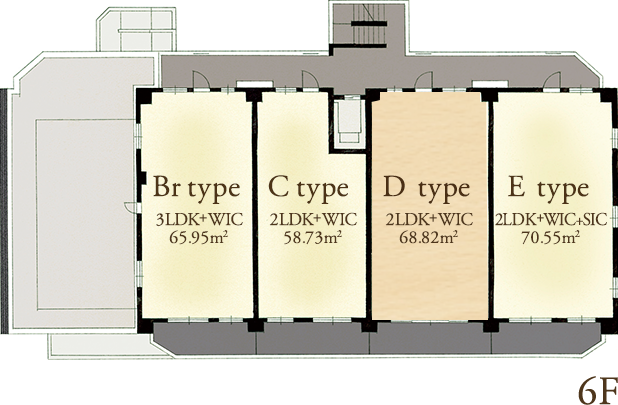 Br type
3LDK+WIC
65.95m²
C type
2LDK+WIC
58.73m²
D type
2LDK+WIC
68.82m²
E type
2LDK+WIC+SIC
70.55m²
6F